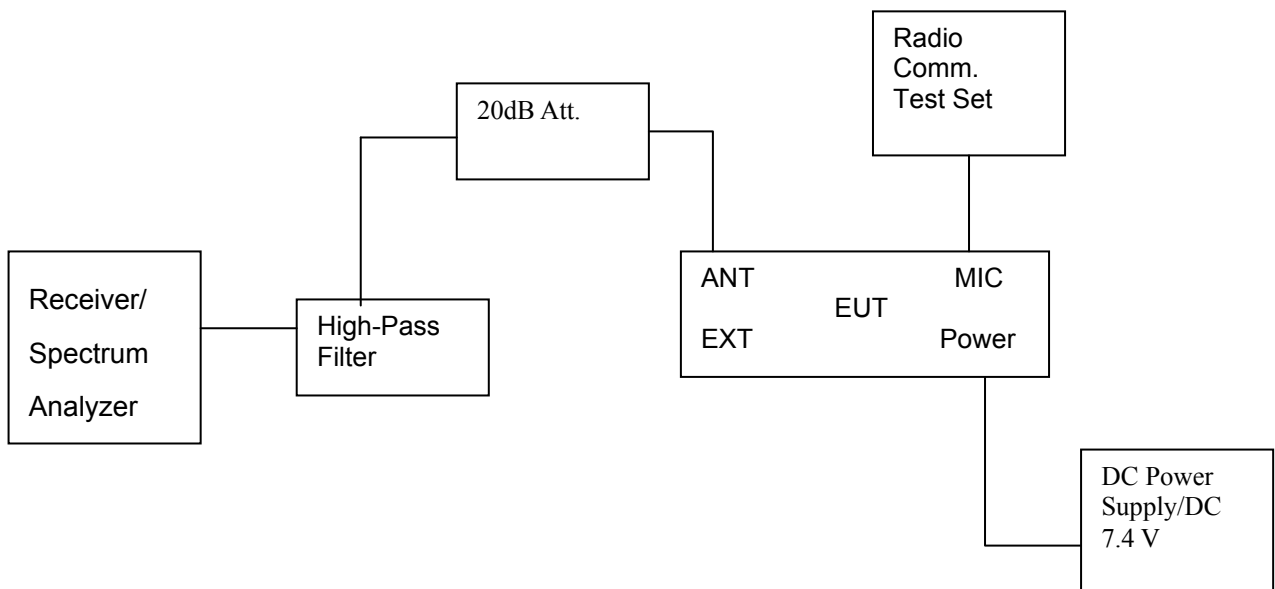 Radio
Comm.
Test Set
20dB Att.
Receiver/
Spectrum
Analyzer
High-Pass
Filter
ANT MIC
EUT
EXT Power
DC Power
Supply/DC
7.4 V